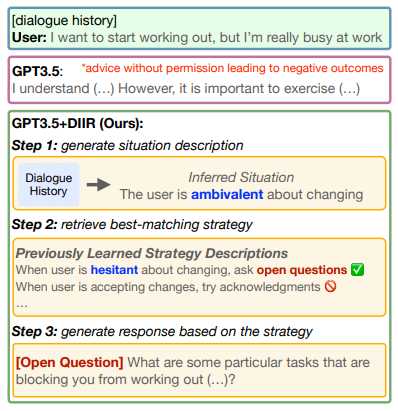 [dialogue history]
User: I want to start working out, but I'm really busy at work
GPT3.5: *advice without permission leading to negative outcomes
I understand (…) However, it is important to exercise (…)
GPT3.5+DIIR (Ours):
Step 1: generate situation description
Dialogue History
Inferred Situation
The user is ambivalent about changing
Step 2: retrieve best-matching strategy
Previously Learned Strategy Descriptions
When user is hesitant about changing, ask open questions ✅
When user is accepting changes, try acknowledgments 🚫
…
Step 3: generate response based on the strategy
[Open Question] What are some particular tasks that are
blocking you from working out (…)?